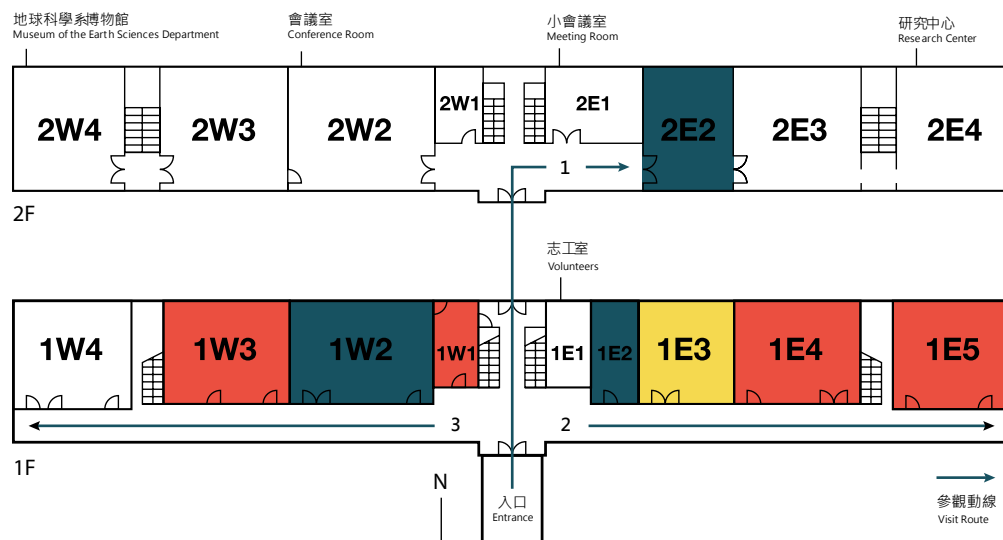 地球科學系博物館
Museum of the Earth Sciences Department
會議室
Conference Room
小會議室
Meeting Room
研究中心
Research Center
2W4
2W3
2W2
2W1
2E1
2E2
2E3
2E4
1
2F
志工室
Volunteers
1W4
1W3
1W2
1W1
1E1
1E2
1E3
1E4
1E5
3
2
1F
N
入口
Entrance
參觀動線
Visit Route